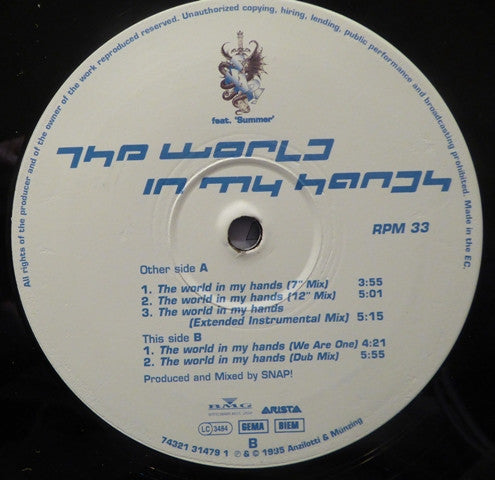 All rights of the producer and of the owner of the work reproduced reserved. Unauthorized copying, hiring, lending, public performance and broadcasting prohibited. Made in the EC.
feat. 'Summer'
the world
in my hands
RPM 33
Other side A
1. The world in my hands (7" Mix) 3:55
2. The world in my hands (12" Mix) 5:01
3. The world in my hands
(Extended Instrumental Mix) 5:15
This side B
1. The world in my hands (We Are One) 4:21
2. The world in my hands (Dub Mix) 5:55
Produced and Mixed by SNAP!
BMG ARISTA
LC 3484 GEMA BIEM
B
74321 31479 1 ℗ & © 1995 Anzilotti & Münzing